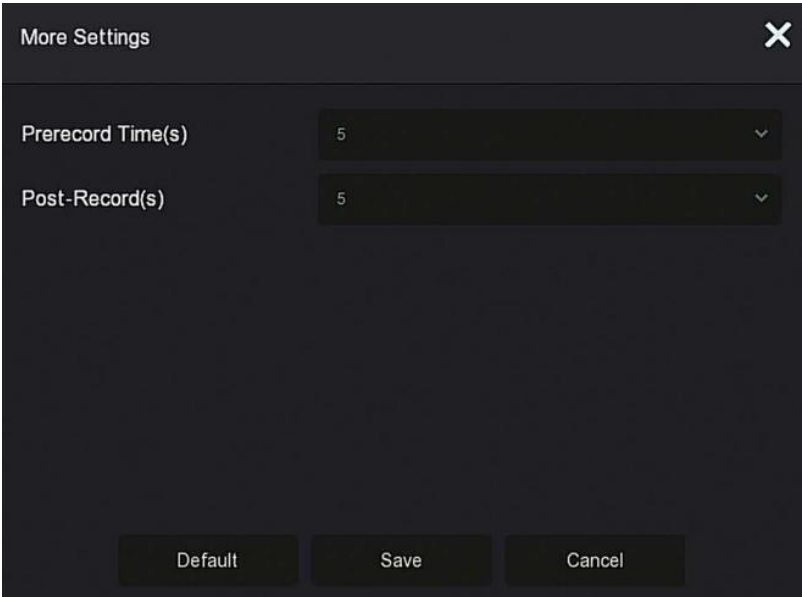 More Settings
Prerecord Time(s) 5
Post-Record(s) 5
Default Save Cancel